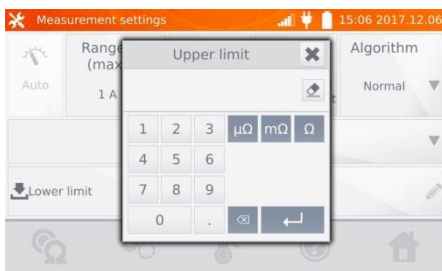 Measurement settings 15:06 2017.12.06
Range Upper limit Algorithm
(max
Auto 1 A Normal
1 2 3 μΩ mΩ Ω
4 5 6
Lower limit 7 8 9
0 .